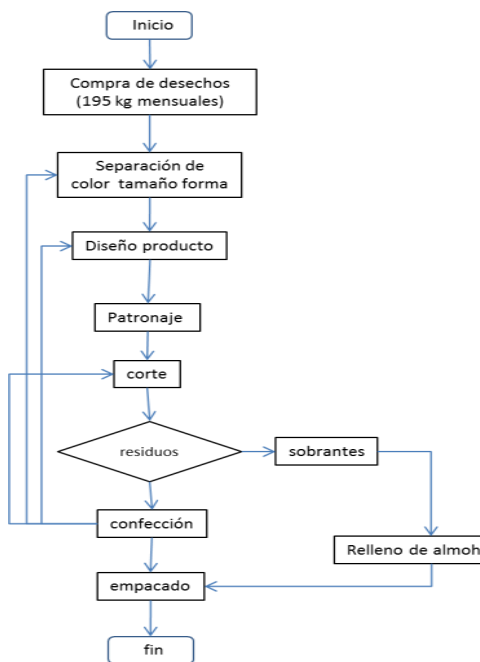 Inicio
Compra de desechos
(195 kg mensuales)
Separación de
color tamaño forma
Diseño producto
Patronaje
corte
residuos
sobrantes
confección
Relleno de almoh
empacado
fin